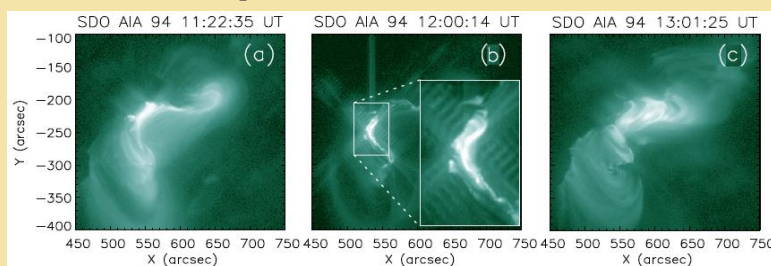 SDO AIA 94 11:22:35 UT
SDO AIA 94 12:00:14 UT
SDO AIA 94 13:01:25 UT
(a)
(b)
(c)
Y (arcsec)
-100
-150
-200
-250
-300
-350
-400
450 500 550 600 650 700 750
450 500 550 600 650 700 750
450 500 550 600 650 700 750
X (arcsec)
X (arcsec)
X (arcsec)